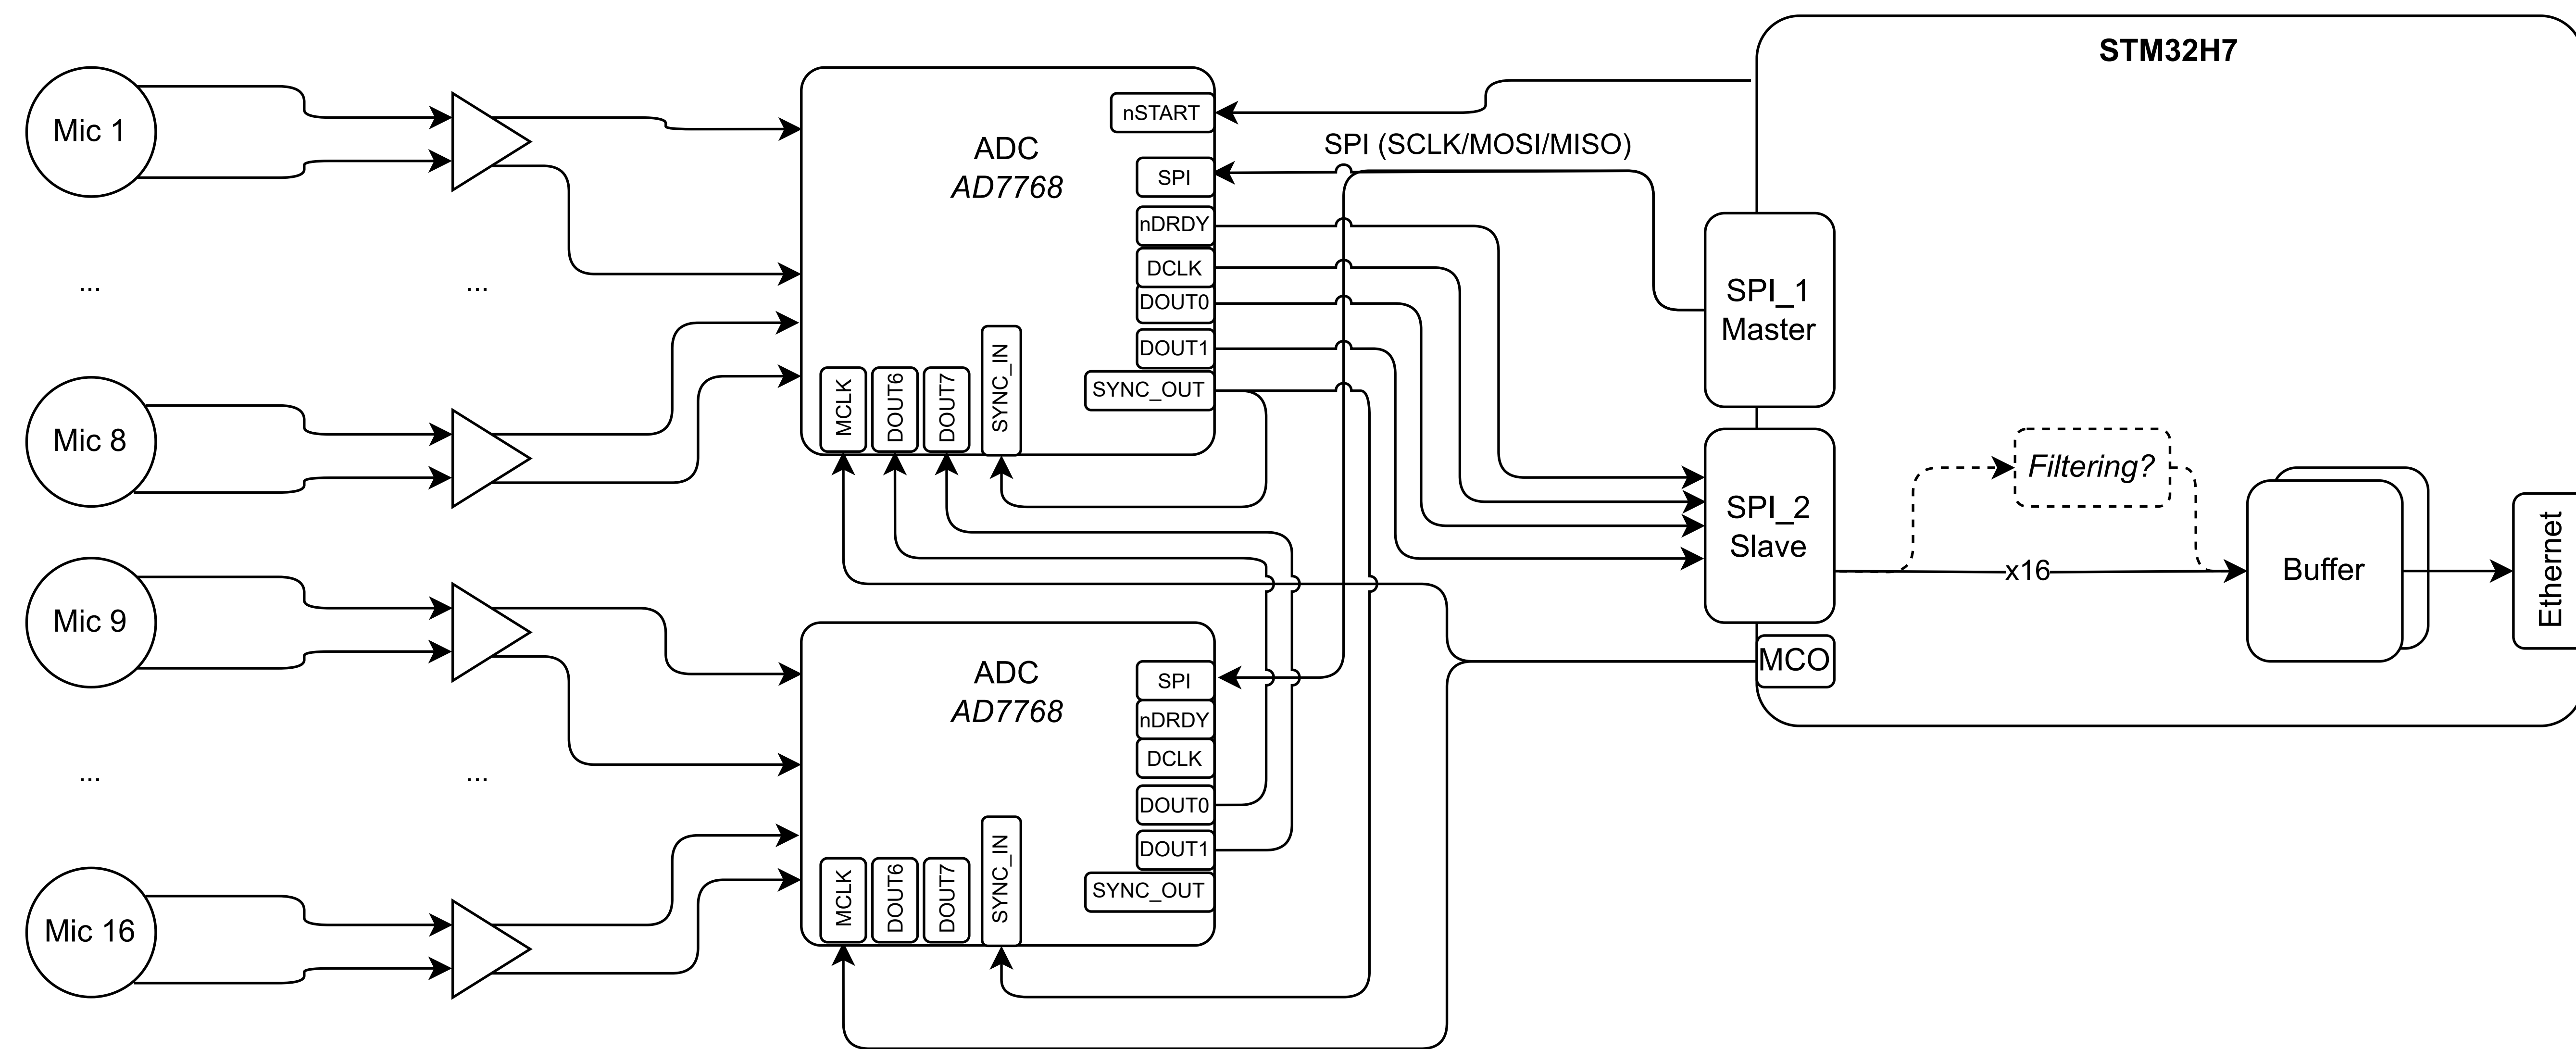 STM32H7
Mic 1
...
Mic 8
Mic 9
...
Mic 16
...
...
ADC
AD7768
nSTART
SPI
nDRDY
DCLK
DOUT0
DOUT1
SYNC_OUT
MCLK
DOUT6
DOUT7
SYNC_IN
ADC
AD7768
SPI
nDRDY
DCLK
DOUT0
DOUT1
SYNC_OUT
MCLK
DOUT6
DOUT7
SYNC_IN
SPI (SCLK/MOSI/MISO)
SPI_1
Master
SPI_2
Slave
MCO
Filtering?
x16
Buffer
Ethernet